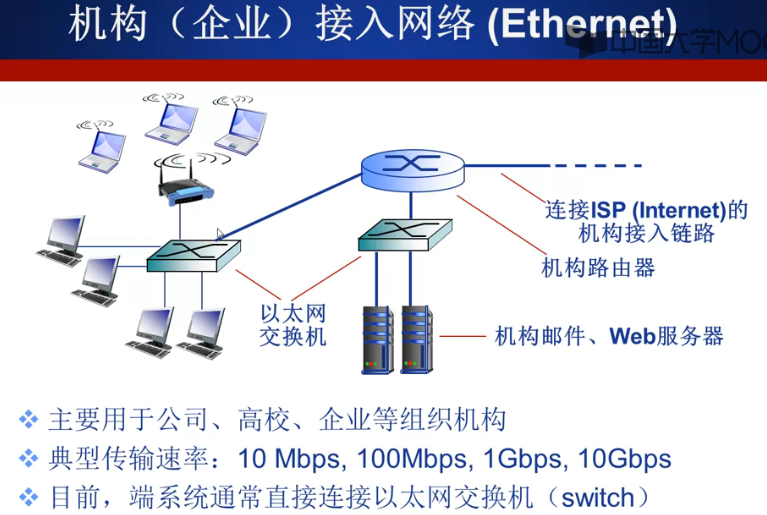 机构（企业）接入网络 (Ethernet)
中国大学MOO
连接ISP (Internet)的
机构接入链路
机构路由器
以太网
交换机
机构邮件、Web服务器
主要用于公司、高校、企业等组织机构
典型传输速率：10 Mbps, 100Mbps, 1Gbps, 10Gbps
目前，端系统通常直接连接以太网交换机（switch）